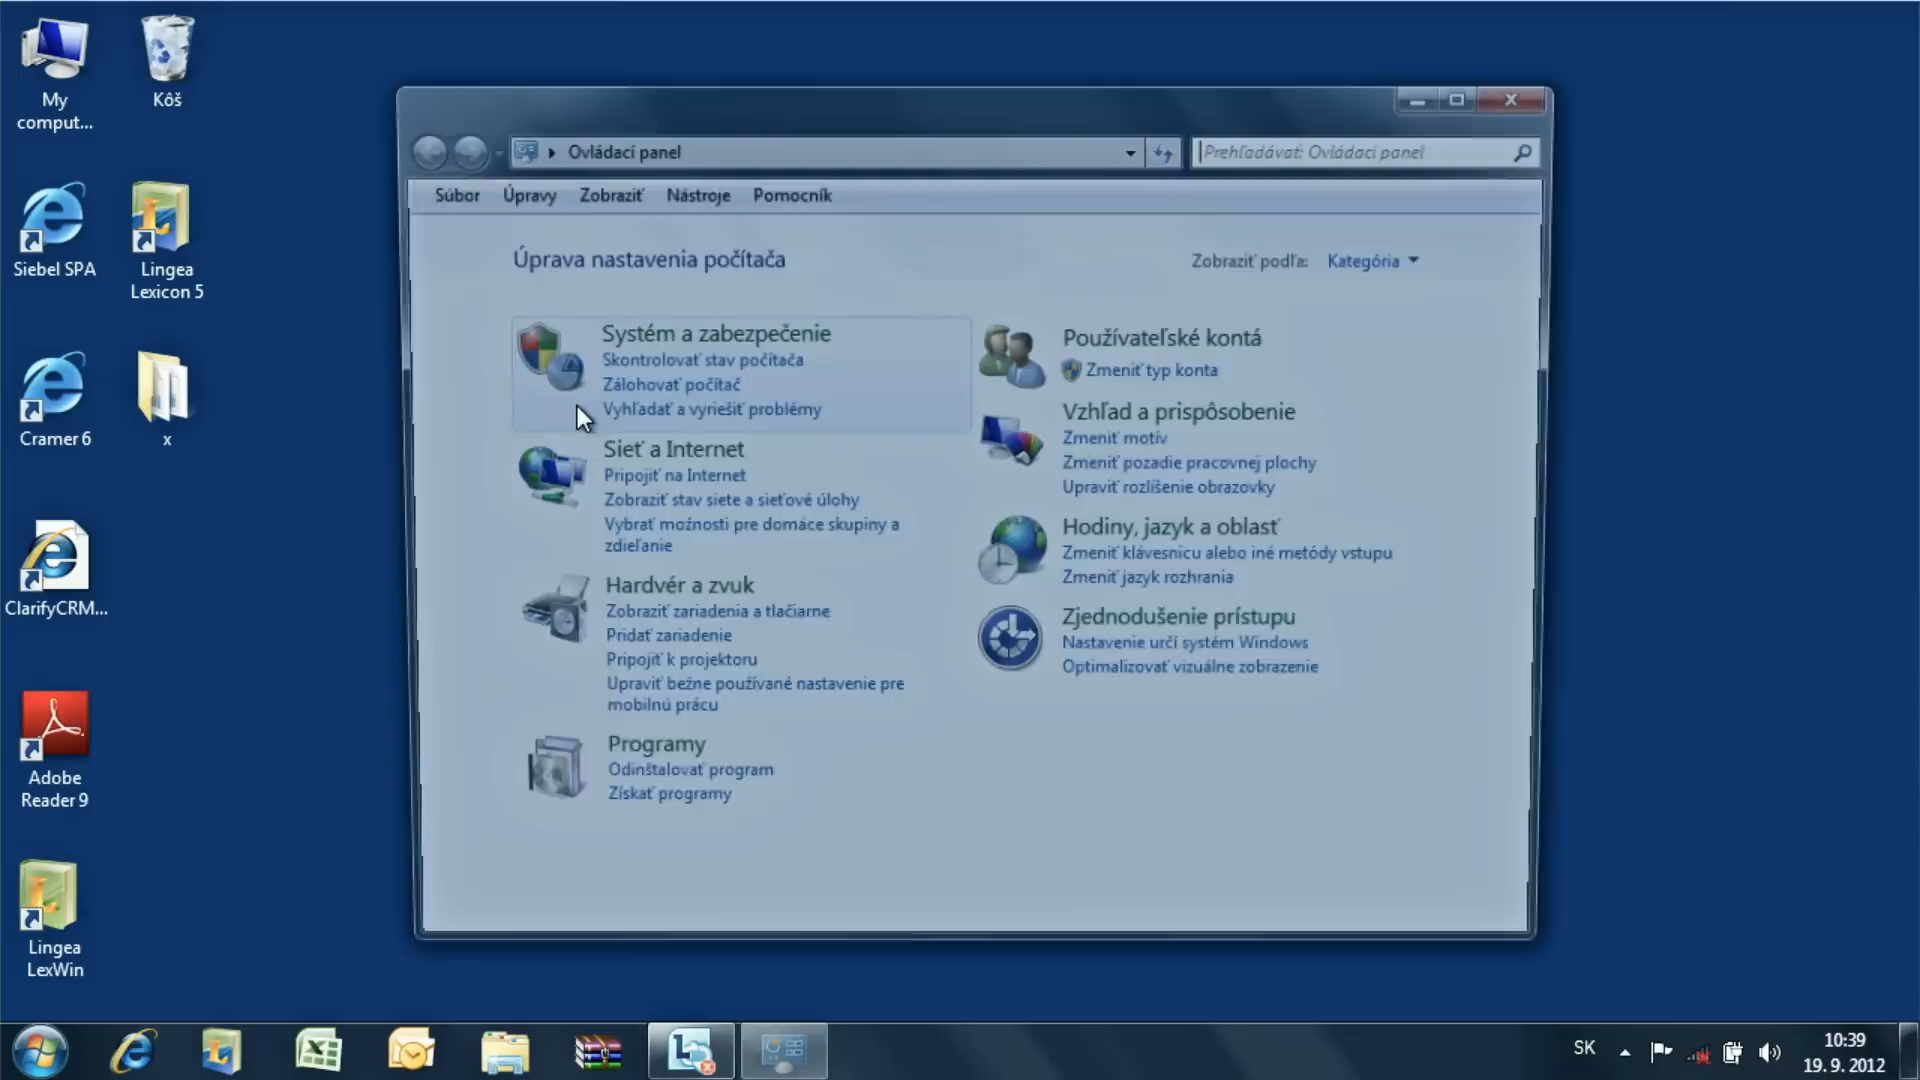 My
comput...
Kôš
Siebel SPA
Lingea
Lexicon 5
Cramer 6
x
ClarifyCRM...
Adobe
Reader 9
Lingea
LexWin
Ovládací panel
Prehľadávať: Ovládací panel
Súbor Úpravy Zobraziť Nástroje Pomocník
Úprava nastavenia počítača
Zobraziť podľa: Kategória
Systém a zabezpečenie
Skontrolovať stav počítača
Zálohovať počítač
Vyhľadať a vyriešiť problémy
Sieť a Internet
Pripojiť na Internet
Zobraziť stav siete a sieťové úlohy
Vybrať možnosti pre domáce skupiny a
zdieľanie
Hardvér a zvuk
Zobraziť zariadenia a tlačiarne
Pridať zariadenie
Pripojiť k projektoru
Upraviť bežne používané nastavenie pre
mobilnú prácu
Programy
Odinštalovať program
Získať programy
Používateľské kontá
Zmeniť typ konta
Vzhľad a prispôsobenie
Zmeniť motív
Zmeniť pozadie pracovnej plochy
Upraviť rozlíšenie obrazovky
Hodiny, jazyk a oblasť
Zmeniť klávesnicu alebo iné metódy vstupu
Zmeniť jazyk rozhrania
Zjednodušenie prístupu
Nastavenie určí systém Windows
Optimalizovať vizuálne zobrazenie
SK
10:39
19. 9. 2012